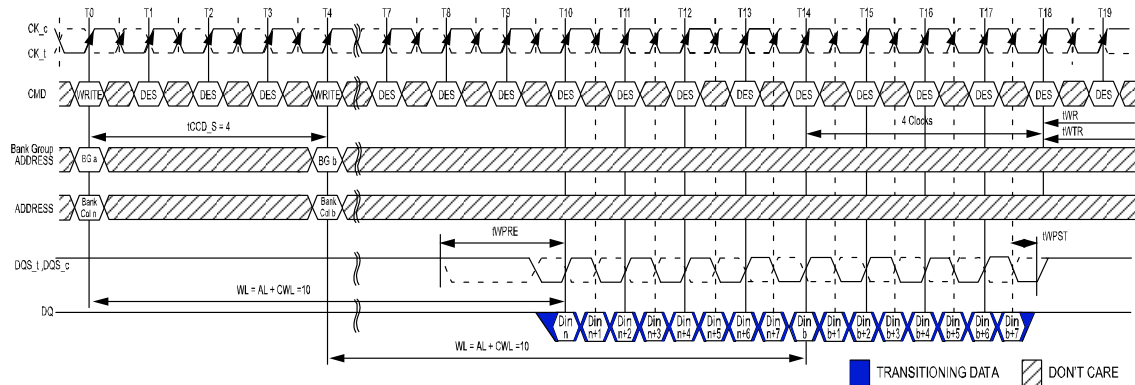 T0 T1 T2 T3 T4 T7 T8 T9 T10 T11 T12 T13 T14 T15 T16 T17 T18 T19
CK_c
CK_t
CMD WRITE DES DES DES WRITE DES DES DES DES DES DES DES DES DES DES DES DES DES
tCCD_S = 4 4 Clocks tWR
tWTR
Bank Group
ADDRESS BG a BG b
ADDRESS Bank Col n Bank Col b
tWPRE tWPST
DQS_t ,DQS_c
WL = AL + CWL =10
DQ Din n Din n+1 Din n+2 Din n+3 Din n+4 Din n+5 Din n+6 Din n+7 Din b Din b+1 Din b+2 Din b+3 Din b+4 Din b+5 Din b+6 Din b+7
WL = AL + CWL =10
TRANSITIONING DATA DON'T CARE